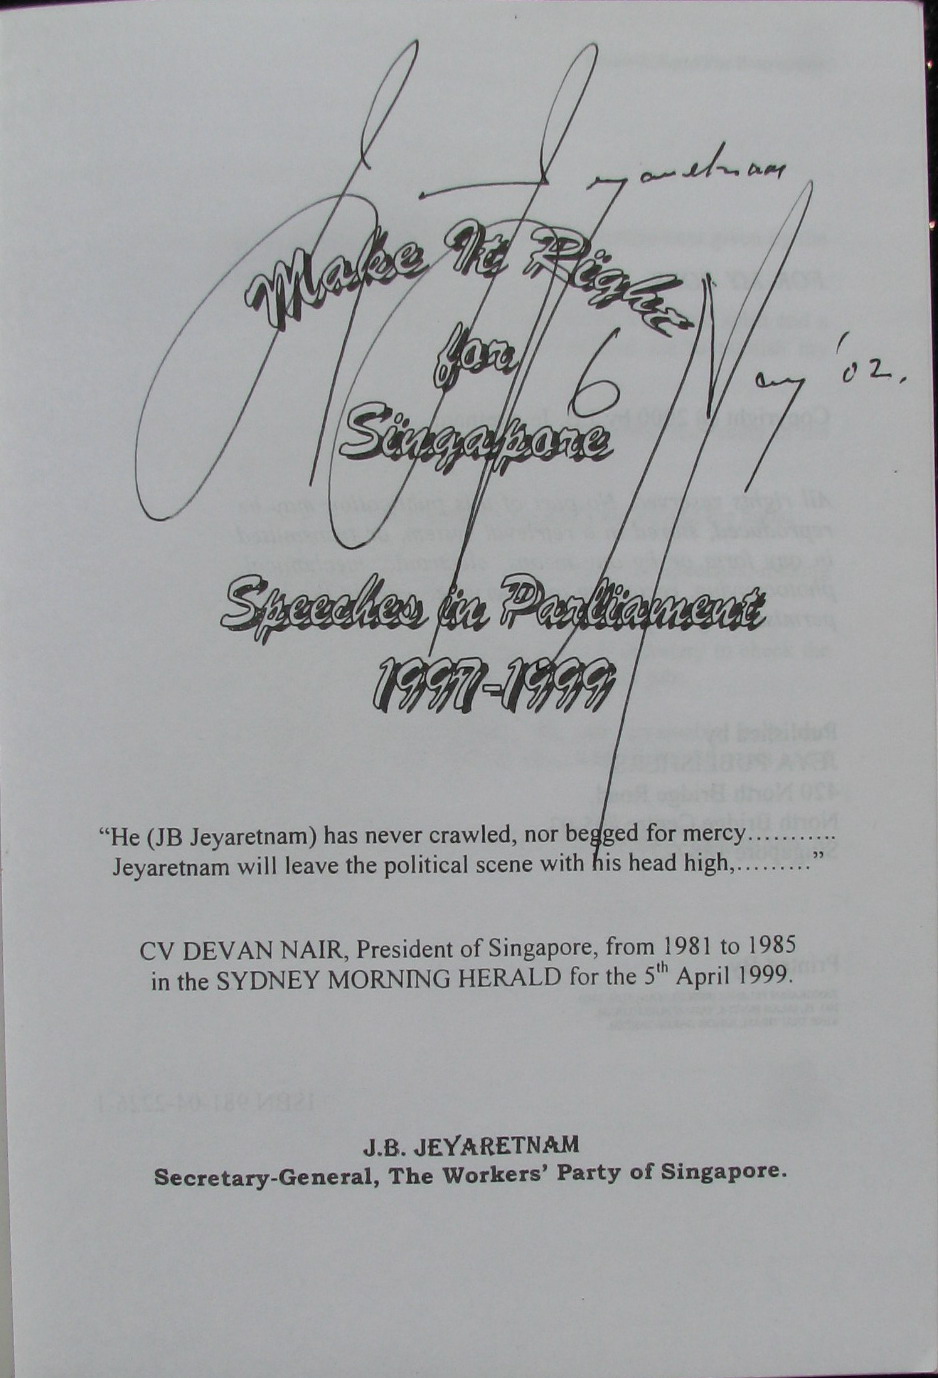 Jeyaretnam
Make It Right
for
Singapore
6 May '02.
Speeches in Parliament
1997-1999
“He (JB Jeyaretnam) has never crawled, nor begged for mercy...........
Jeyaretnam will leave the political scene with his head high,.........”
CV DEVAN NAIR, President of Singapore, from 1981 to 1985
in the SYDNEY MORNING HERALD for the 5th April 1999.
J.B. JEYARETNAM
Secretary-General, The Workers’ Party of Singapore.